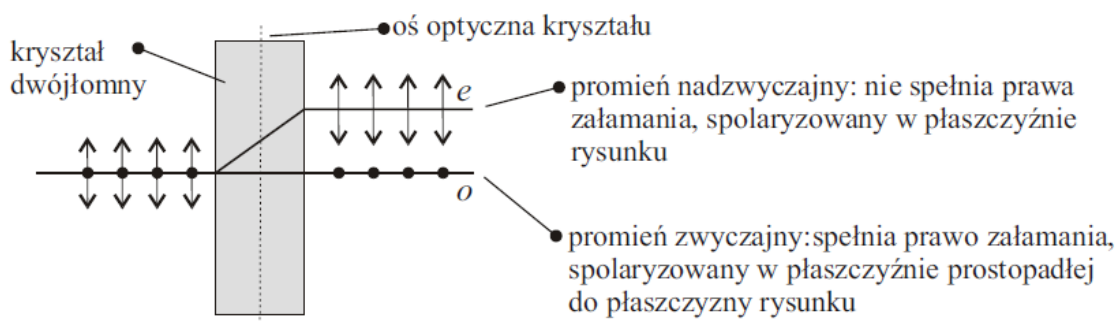 oś optyczna kryształu
kryształ
dwójłomny
e
promień nadzwyczajny: nie spełnia prawa
załamania, spolaryzowany w płaszczyźnie
rysunku
o
promień zwyczajny:spełnia prawo załamania,
spolaryzowany w płaszczyźnie prostopadłej
do płaszczyzny rysunku